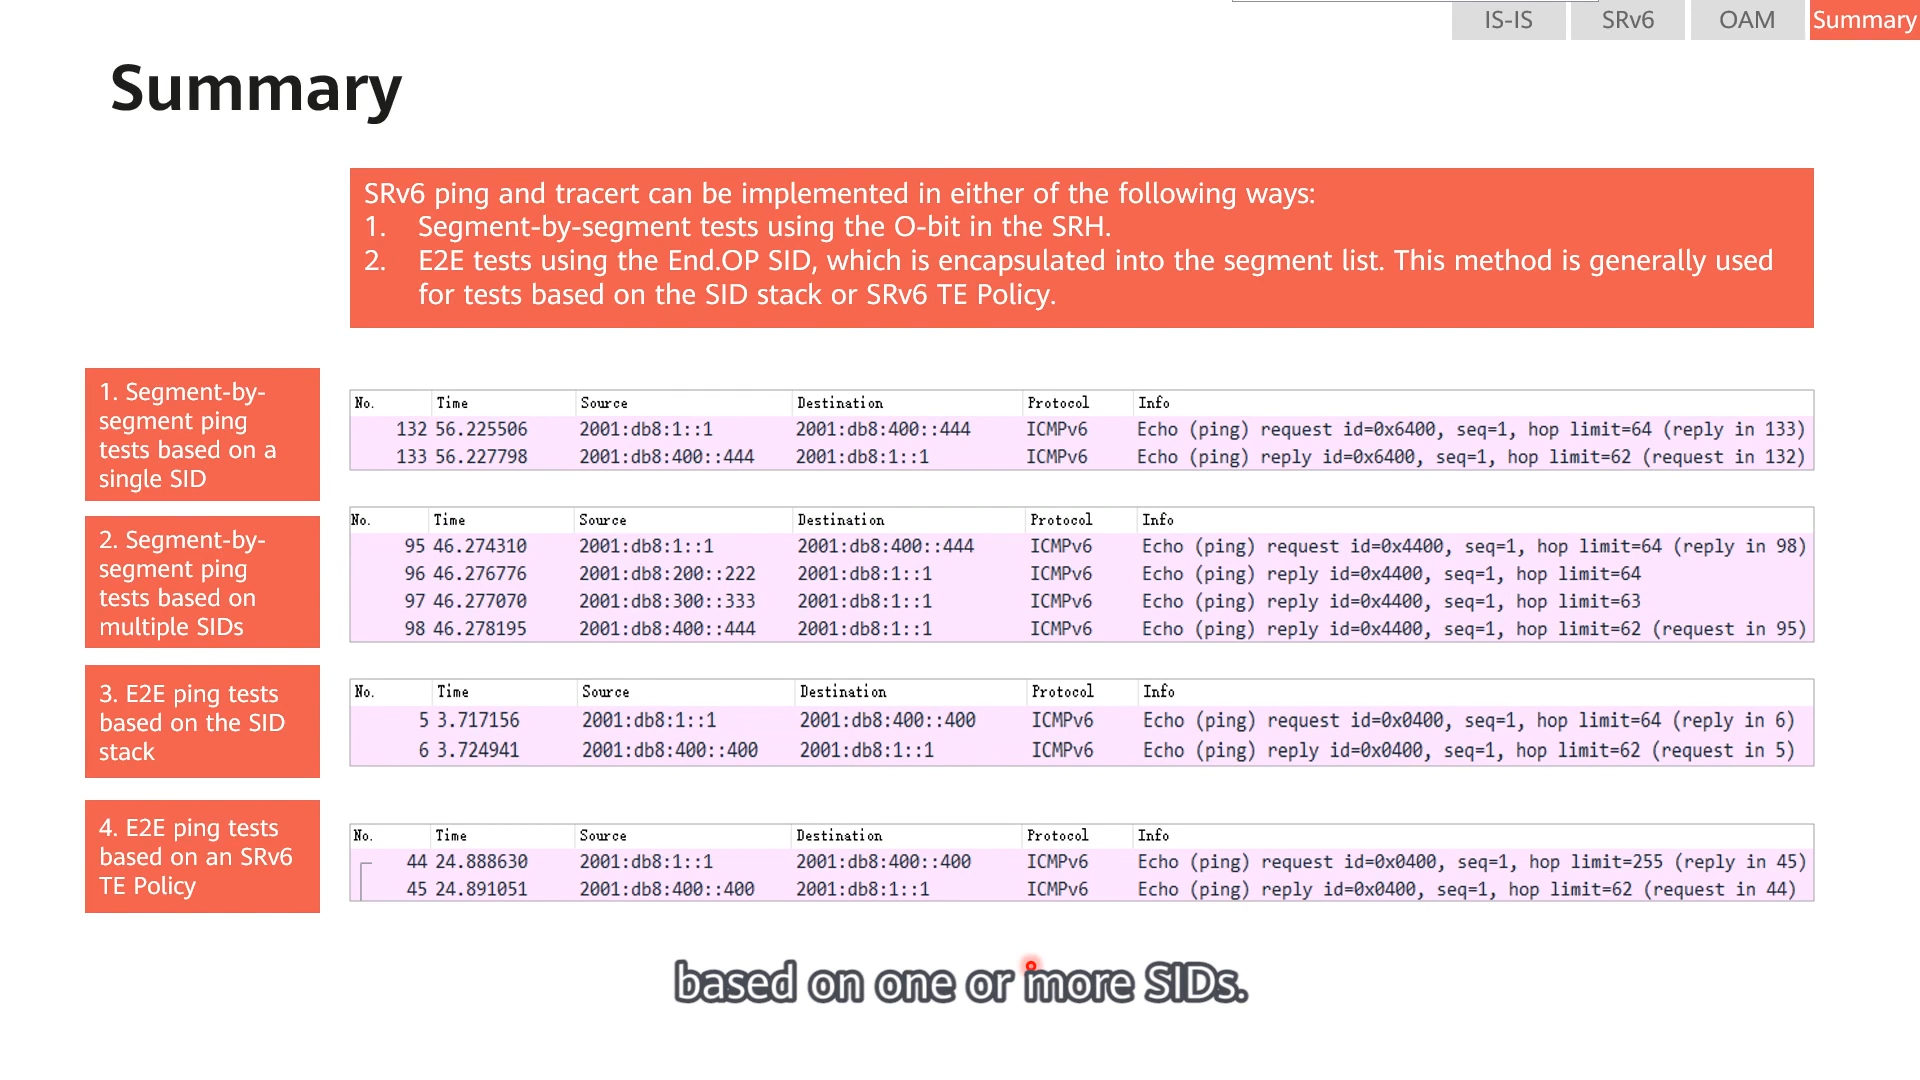 IS-IS SRv6 OAM Summary
Summary
SRv6 ping and tracert can be implemented in either of the following ways:
1. Segment-by-segment tests using the O-bit in the SRH.
2. E2E tests using the End.OP SID, which is encapsulated into the segment list. This method is generally used
for tests based on the SID stack or SRv6 TE Policy.
1. Segment-by-
segment ping
tests based on a
single SID
No. Time Source Destination Protocol Info
132 56.225506 2001:db8:1::1 2001:db8:400::444 ICMPv6 Echo (ping) request id=0x6400, seq=1, hop limit=64 (reply in 133)
133 56.227798 2001:db8:400::444 2001:db8:1::1 ICMPv6 Echo (ping) reply id=0x6400, seq=1, hop limit=62 (request in 132)
2. Segment-by-
segment ping
tests based on
multiple SIDs
No. Time Source Destination Protocol Info
95 46.274310 2001:db8:1::1 2001:db8:400::444 ICMPv6 Echo (ping) request id=0x4400, seq=1, hop limit=64 (reply in 98)
96 46.276776 2001:db8:200::222 2001:db8:1::1 ICMPv6 Echo (ping) reply id=0x4400, seq=1, hop limit=64
97 46.277070 2001:db8:300::333 2001:db8:1::1 ICMPv6 Echo (ping) reply id=0x4400, seq=1, hop limit=63
98 46.278195 2001:db8:400::444 2001:db8:1::1 ICMPv6 Echo (ping) reply id=0x4400, seq=1, hop limit=62 (request in 95)
3. E2E ping tests
based on the SID
stack
No. Time Source Destination Protocol Info
5 3.717156 2001:db8:1::1 2001:db8:400::400 ICMPv6 Echo (ping) request id=0x0400, seq=1, hop limit=64 (reply in 6)
6 3.724941 2001:db8:400::400 2001:db8:1::1 ICMPv6 Echo (ping) reply id=0x0400, seq=1, hop limit=62 (request in 5)
4. E2E ping tests
based on an SRv6
TE Policy
No. Time Source Destination Protocol Info
44 24.888630 2001:db8:1::1 2001:db8:400::400 ICMPv6 Echo (ping) request id=0x0400, seq=1, hop limit=255 (reply in 45)
45 24.891051 2001:db8:400::400 2001:db8:1::1 ICMPv6 Echo (ping) reply id=0x0400, seq=1, hop limit=62 (request in 44)
based on one or more SIDs.